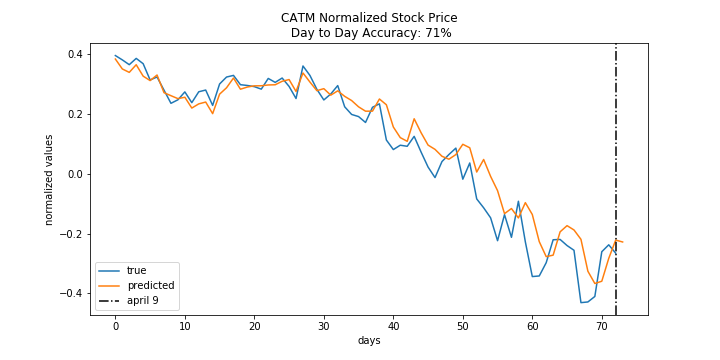 CATM Normalized Stock Price
Day to Day Accuracy: 71%
normalized values
0.4
0.2
0.0
−0.2
−0.4
true
predicted
april 9
0 10 20 30 40 50 60 70
days